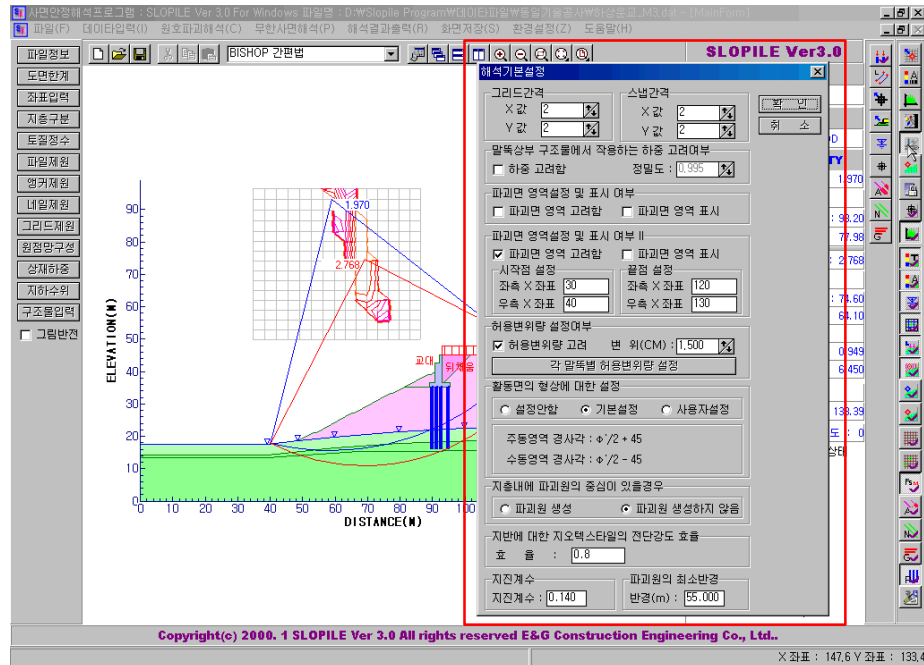 사면안정해석프로그램 : SLOPILE Ver 3,0 For Windows 파일명 : D:₩Slopile Program₩데이타파일₩동일기술공사₩하상문교_M3,dat - [Main]
파일(F) 데이타입력(I) 원호파괴해석(C) 무한사면해석(P) 해석결과출력(R) 화면저장(S) 환경설정(Z) 도움말(H)
BISHOP 간편법
SLOPILE Ver3.0
파일정보
도면한계
좌표입력
지층구분
토질정수
파일제원
앵커제원
네일제원
그리드제원
원점망구성
상재하중
지하수위
구조물입력
그림반전
ELEVATION(M)
90
80
70
60
50
40
30
20
10
0
0 10 20 30 40 50 60 70 80 90 100
DISTANCE(M)
1.970
2.768
교대 뒤채움
해석기본설정
그리드간격
X 값 2
Y 값 2
스냅간격
X 값 2
Y 값 2
확 인
취 소
말뚝상부 구조물에서 작용하는 하중 고려여부
하중 고려함 정밀도 : 0,995
파괴면 영역설정 및 표시 여부
파괴면 영역 고려함 파괴면 영역 표시
파괴면 영역설정 및 표시 여부 II
파괴면 영역 고려함 파괴면 영역 표시
시작점 설정
좌측 X 좌표 30
우측 X 좌표 40
끝점 설정
좌측 X 좌표 120
우측 X 좌표 130
허용변위량 설정여부
허용변위량 고려 변 위(CM) : 1,500
각 말뚝별 허용변위량 설정
활동면의 형상에 대한 설정
설정안함 기본설정 사용자설정
주동영역 경사각 : Φ'/2 + 45
수동영역 경사각 : Φ'/2 - 45
지층내에 파괴원의 중심이 있을경우
파괴원 생성 파괴원 생성하지 않음
지반에 대한 지오텍스타일의 전단강도 효율
효 율 : 0.8
지진계수
지진계수 : 0.140
파괴원의 최소반경
반경(m) : 55.000
OD
TY
1.970
: 98.20
77.98
: 2.768
: 74.60
64.10
0.949
6.450
138.39
도 : 0
상태
Copyright(c) 2000. 1 SLOPILE Ver 3.0 All rights reserved E&G Construction Engineering Co., Ltd..
X 좌표 : 147,6 Y 좌표 : 133,4